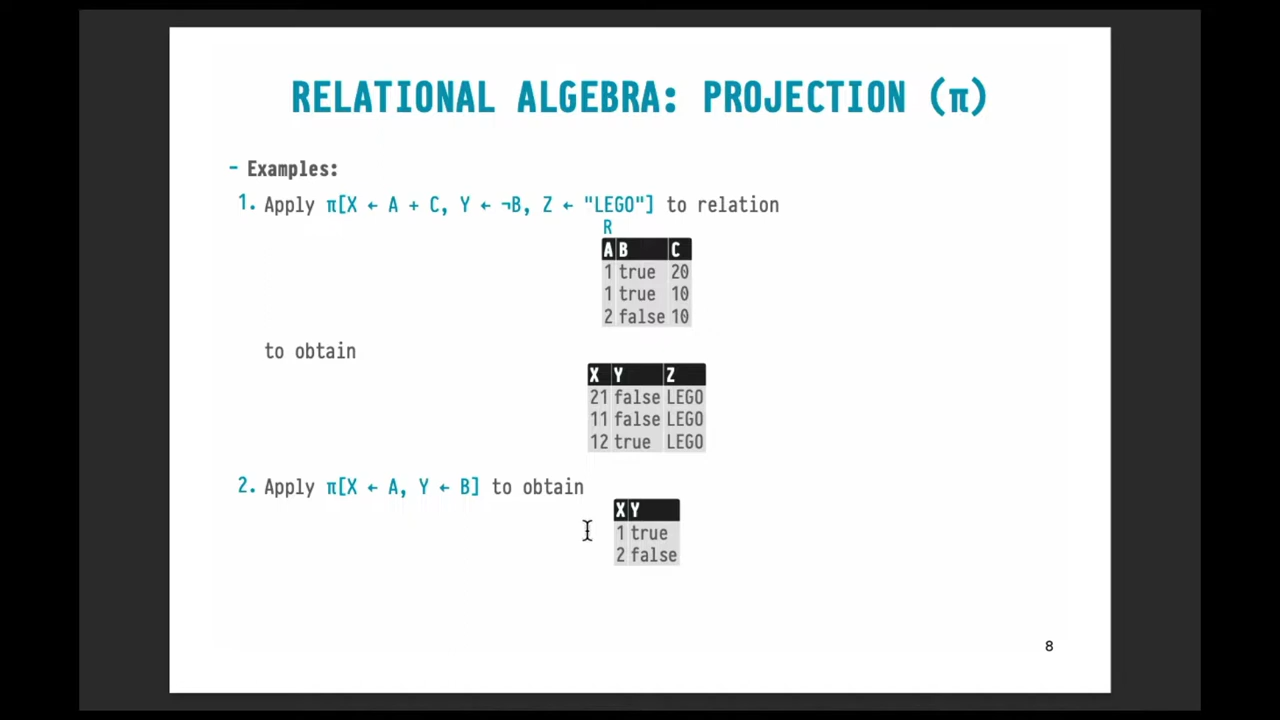 RELATIONAL ALGEBRA: PROJECTION (π)
- Examples:
1. Apply π[X ← A + C, Y ← ¬B, Z ← "LEGO"] to relation
R
A B C
1 true 20
1 true 10
2 false 10
to obtain
X Y Z
21 false LEGO
11 false LEGO
12 true LEGO
2. Apply π[X ← A, Y ← B] to obtain
X Y
1 true
2 false
8